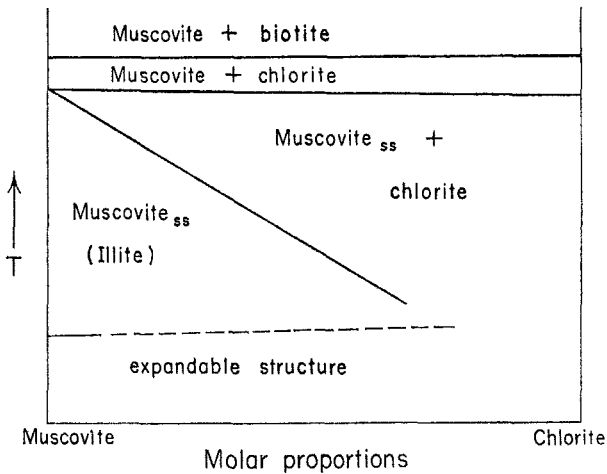 Muscovite + biotite
Muscovite + chlorite
Muscovite ss +
chlorite
Muscovite ss
(Illite)
T
expandable structure
Muscovite
Chlorite
Molar proportions